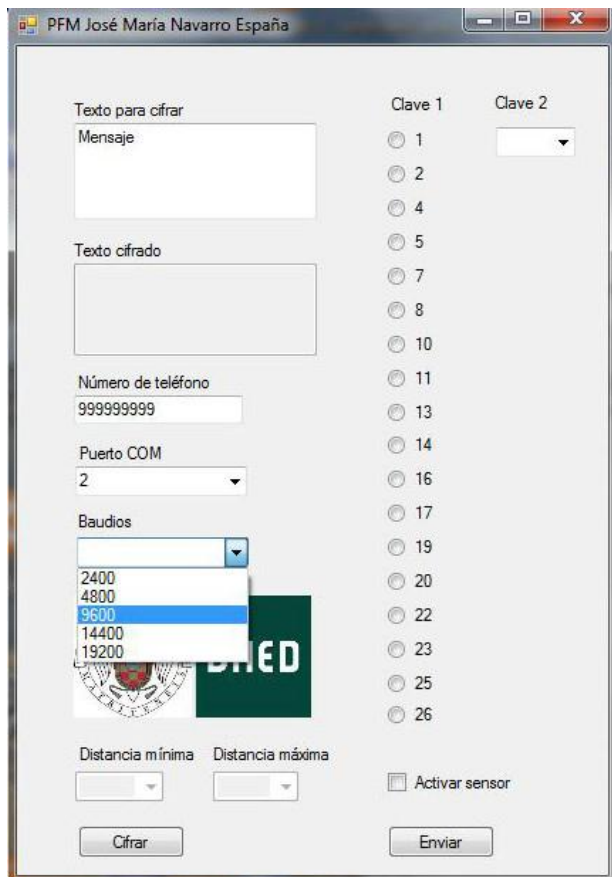 PFM José María Navarro España
Texto para cifrar
Mensaje
Texto cifrado
Número de teléfono
999999999
Puerto COM
2
Baudios
2400
4800
9600
14400
19200
Distancia mínima
Distancia máxima
Cifrar
Clave 1
1
2
4
5
7
8
10
11
13
14
16
17
19
20
22
23
25
26
Clave 2
Activar sensor
Enviar